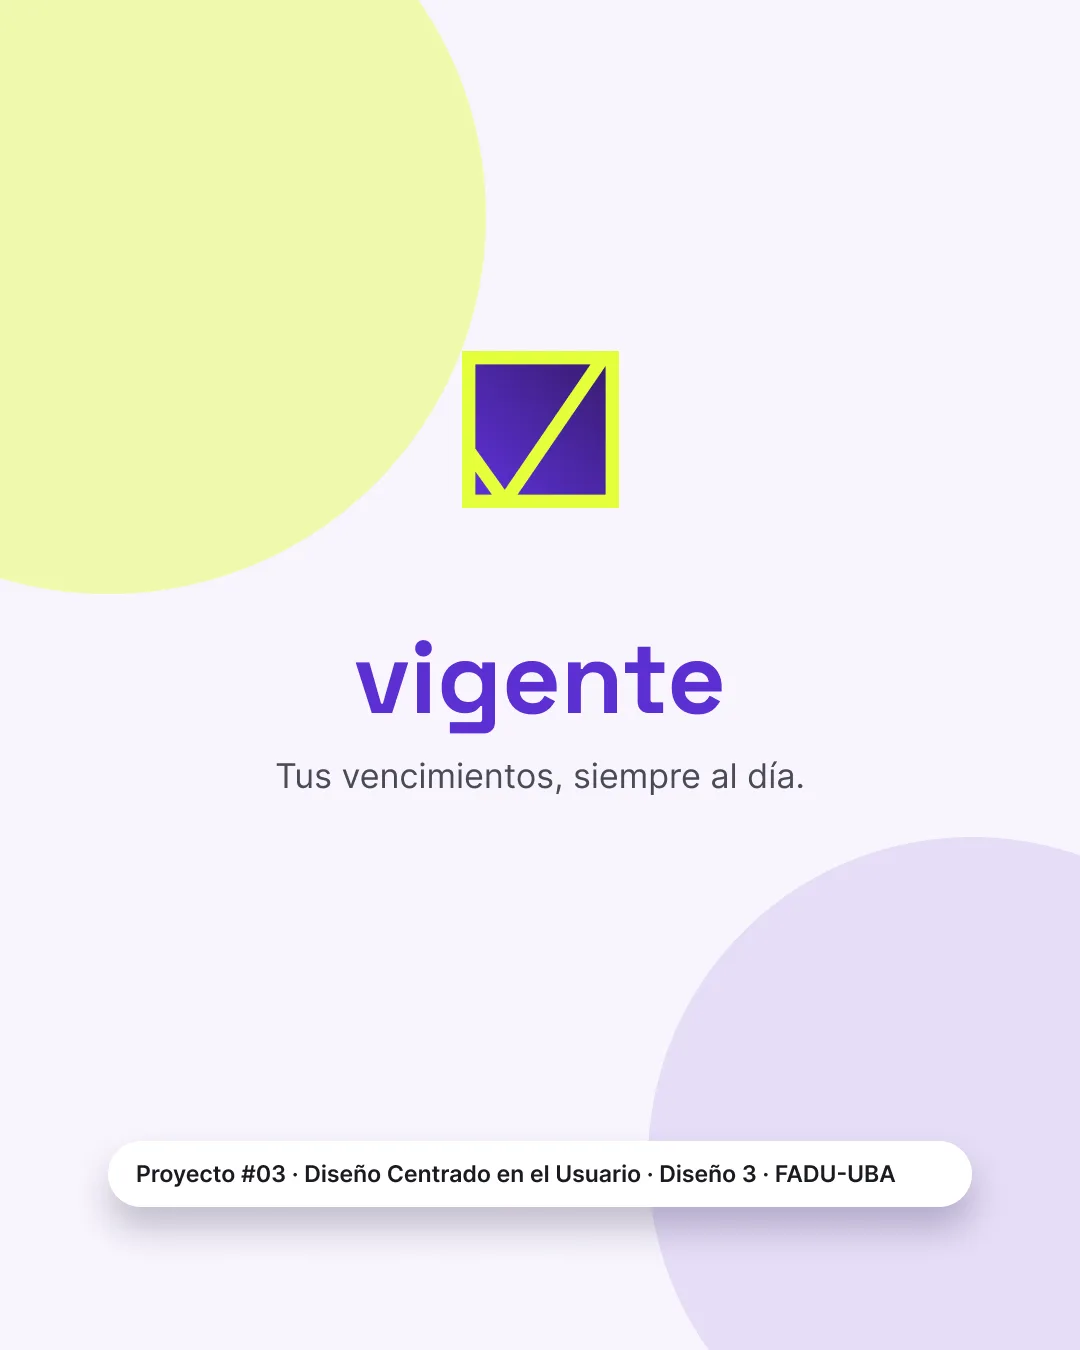 vigente
Tus vencimientos, siempre al día.
Proyecto #03 · Diseño Centrado en el Usuario · Diseño 3 · FADU-UBA